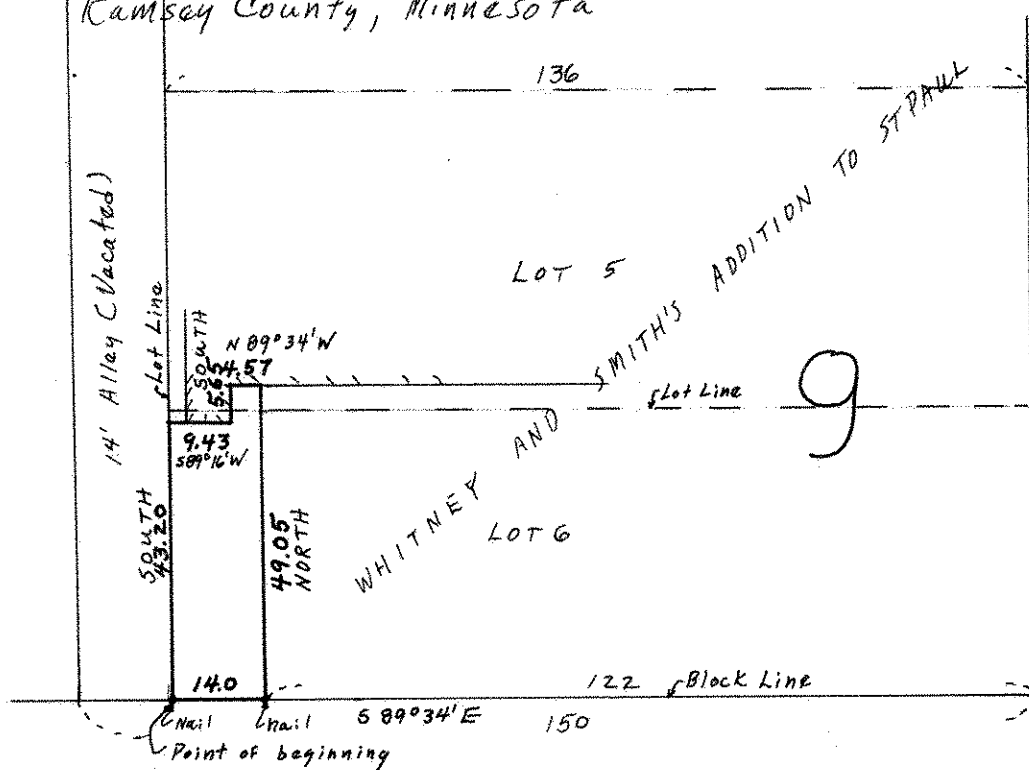 Ramsey County, Minnesota
136
14' Alley (Vacated)
Lot Line
LOT 5
WHITNEY AND SMITH'S ADDITION TO ST PAUL
SOUTH
5.65
N 89°34'W
4.57
Lot Line
9
9.43
S89°16'W
SOUTH
43.20
49.05
NORTH
LOT 6
14.0
122
Block Line
Nail
Nail
S 89°34'E
150
Point of beginning